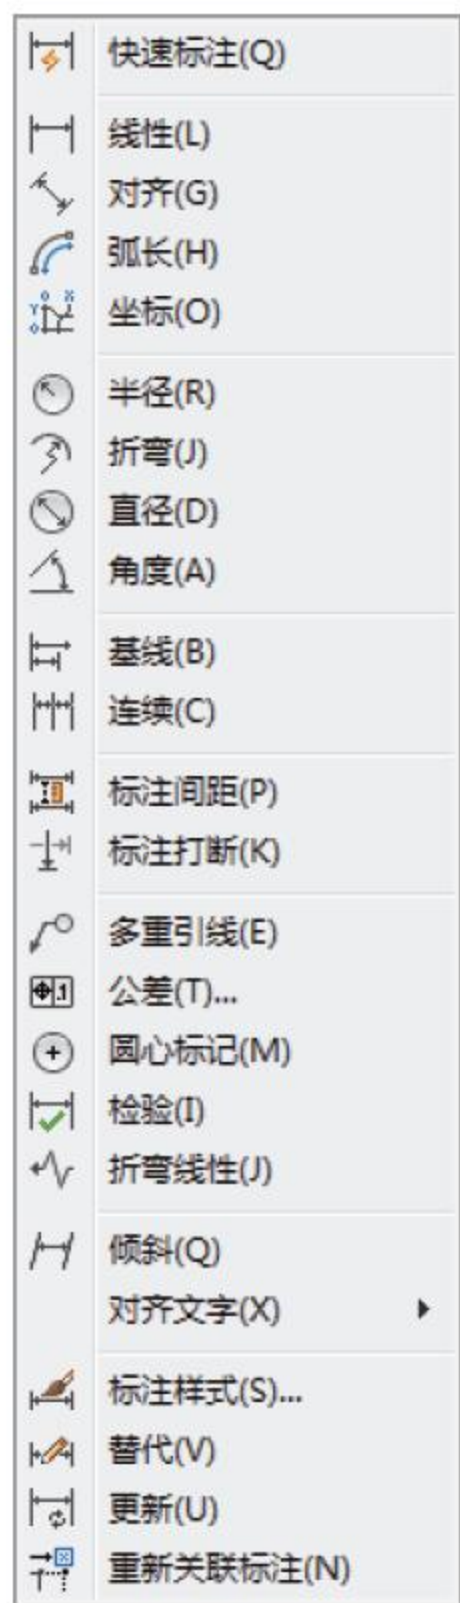 快速标注(Q)
线性(L)
对齐(G)
弧长(H)
坐标(O)
半径(R)
折弯(J)
直径(D)
角度(A)
基线(B)
连续(C)
标注间距(P)
标注打断(K)
多重引线(E)
公差(T)...
圆心标记(M)
检验(I)
折弯线性(J)
倾斜(Q)
对齐文字(X)
标注样式(S)...
替代(V)
更新(U)
重新关联标注(N)